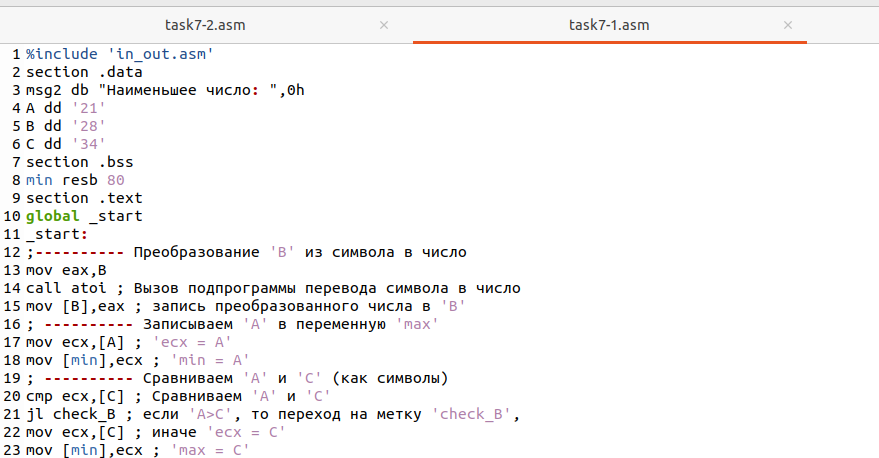 task7-2.asm × task7-1.asm ×
1 %include 'in_out.asm'
2 section .data
3 msg2 db "Наименьшее число: ",0h
4 A dd '21'
5 B dd '28'
6 C dd '34'
7 section .bss
8 min resb 80
9 section .text
10 global _start
11 _start:
12 ;---------- Преобразование 'B' из символа в число
13 mov eax,B
14 call atoi ; Вызов подпрограммы перевода символа в число
15 mov [B],eax ; запись преобразованного числа в 'B'
16 ; ---------- Записываем 'A' в переменную 'max'
17 mov ecx,[A] ; 'ecx = A'
18 mov [min],ecx ; 'min = A'
19 ; ---------- Сравниваем 'A' и 'C' (как символы)
20 cmp ecx,[C] ; Сравниваем 'A' и 'C'
21 jl check_B ; если 'A>C', то переход на метку 'check_B',
22 mov ecx,[C] ; иначе 'ecx = C'
23 mov [min],ecx ; 'max = C'